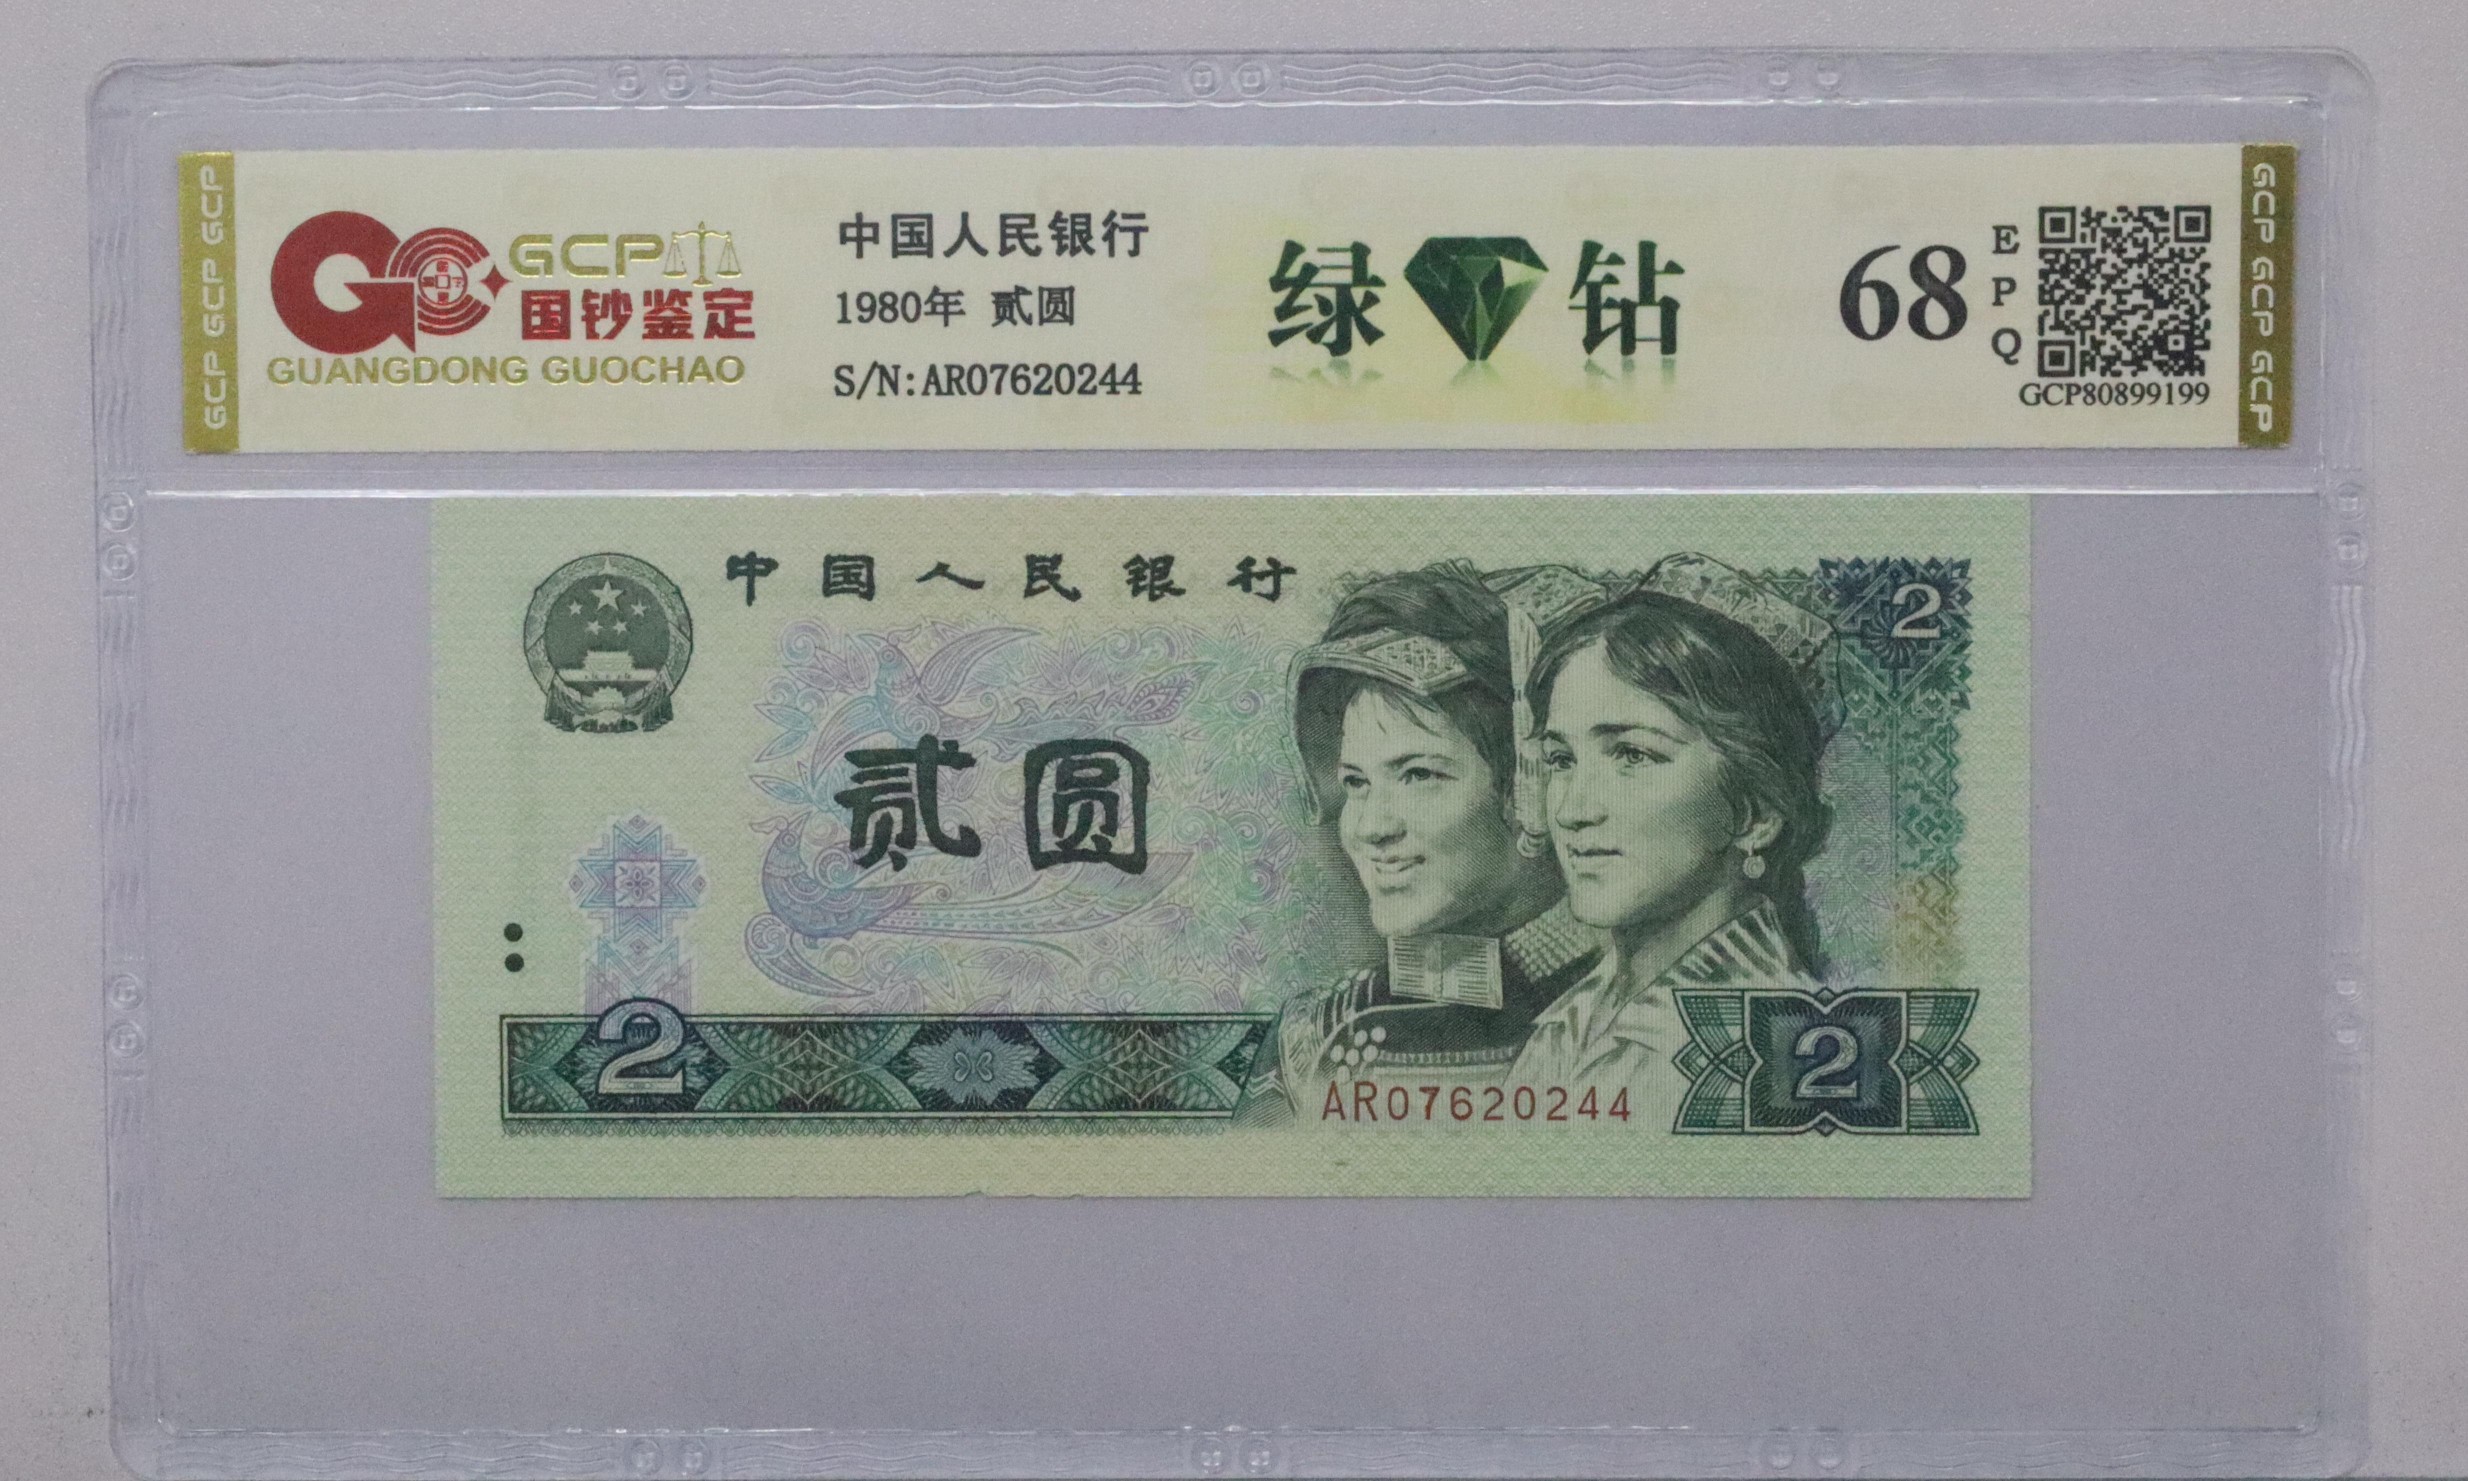 GCP GCP GCP
GCP
国钞鉴定
GUANGDONG GUOCHAO
中国人民银行
1980年 贰圆
S/N:AR07620244
绿钻
68
EPQ
GCP80899199
GCP GCP GCP
中国人民银行
2
贰圆
2
AR07620244
2